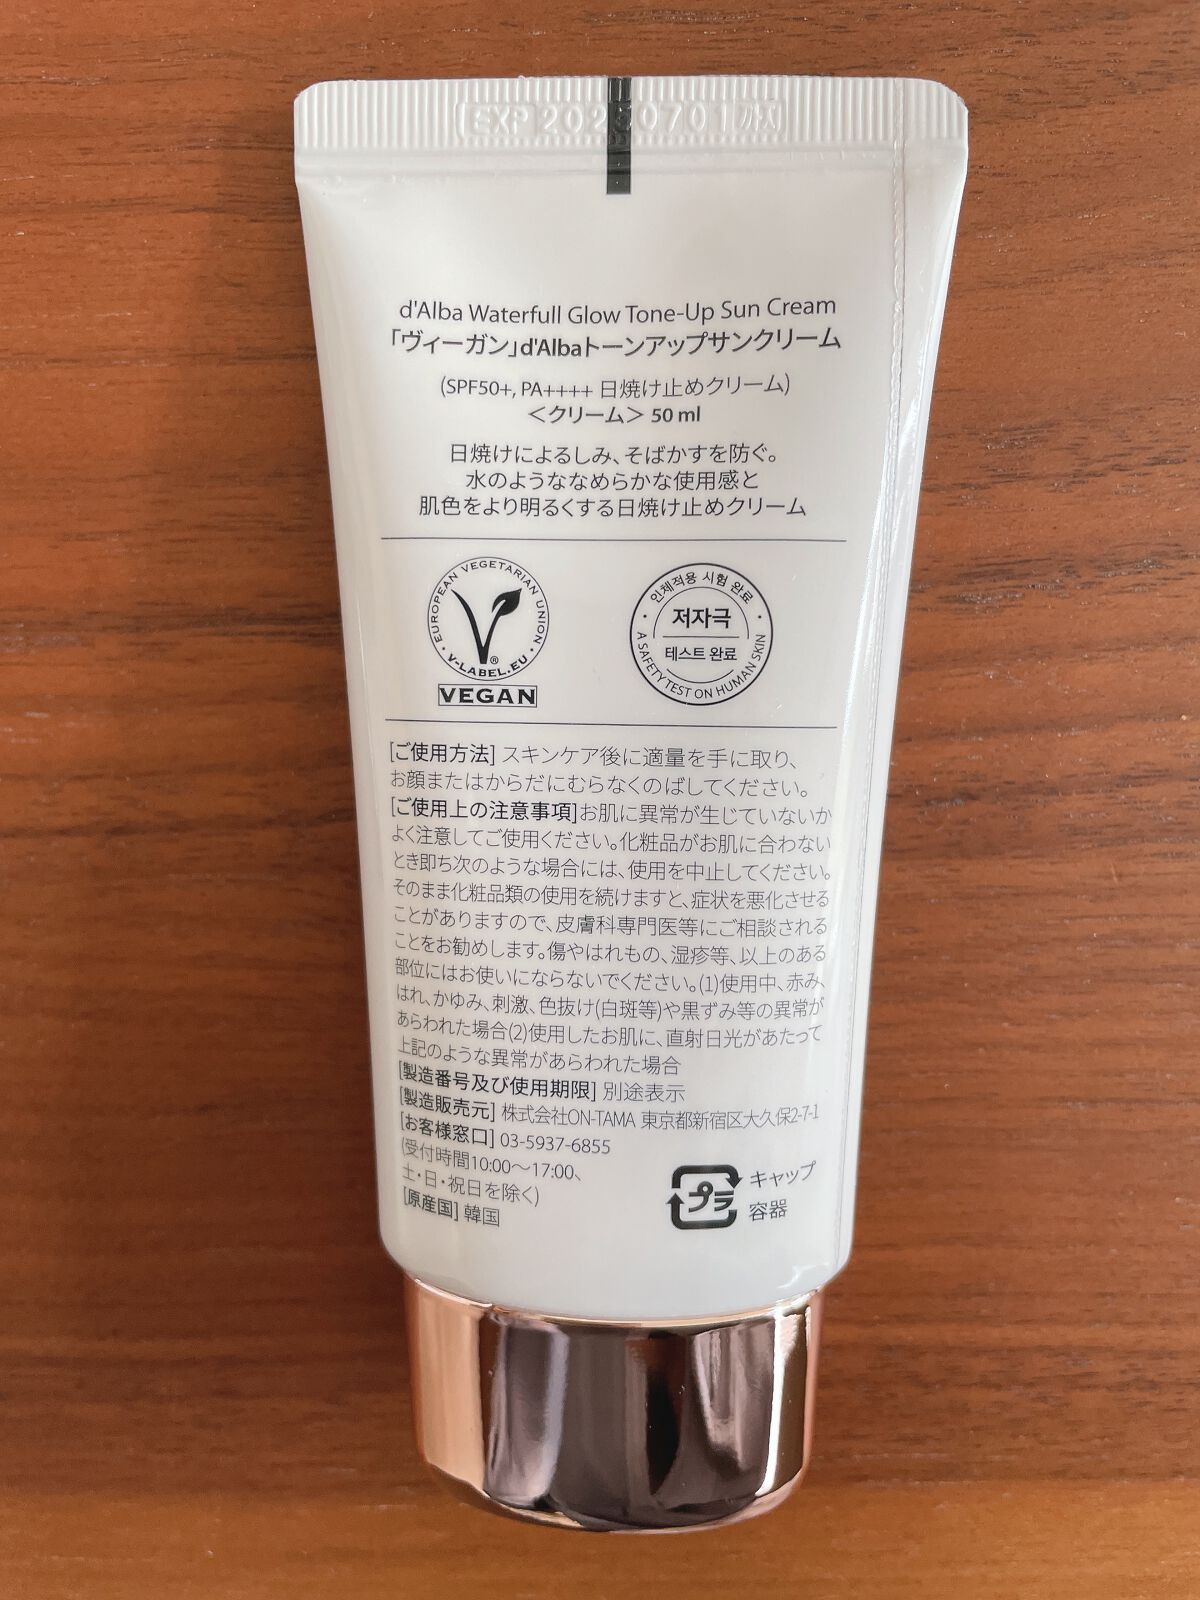 EXP 202 0701까지
d'Alba Waterfull Glow Tone-Up Sun Cream
「ヴィーガン」d'Albaトーンアップサンクリーム
(SPF50+, PA++++ 日焼け止めクリーム)
＜クリーム＞ 50 ml
日焼けによるしみ、そばかすを防ぐ。
水のようななめらかな使用感と
肌色をより明るくする日焼け止めクリーム
EUROPEAN VEGETARIAN UNION
V-LABEL.EU
®
VEGAN
인체적용 시험 완료
저자극
테스트 완료
A SAFETY TEST ON HUMAN SKIN
[ご使用方法] スキンケア後に適量を手に取り、
お顔またはからだにむらなくのばしてください。
[ご使用上の注意事項]お肌に異常が生じていないか
よく注意してご使用ください。化粧品がお肌に合わない
とき即ち次のような場合には、使用を中止してください。
そのまま化粧品類の使用を続けますと、症状を悪化させる
ことがありますので、皮膚科専門医等にご相談される
ことをお勧めします。傷やはれもの、湿疹等、以上のある
部位にはお使いにならないでください。(1)使用中、赤み、
はれ、かゆみ、刺激、色抜け(白斑等)や黒ずみ等の異常が
あらわれた場合(2)使用したお肌に、直射日光があたって
上記のような異常があらわれた場合
[製造番号及び使用期限] 別途表示
[製造販売元] 株式会社ON-TAMA 東京都新宿区大久保2-7-1
[お客様窓口] 03-5937-6855
(受付時間10:00～17:00、
土・日・祝日を除く)
[原産国] 韓国
プラ
キャップ
容器